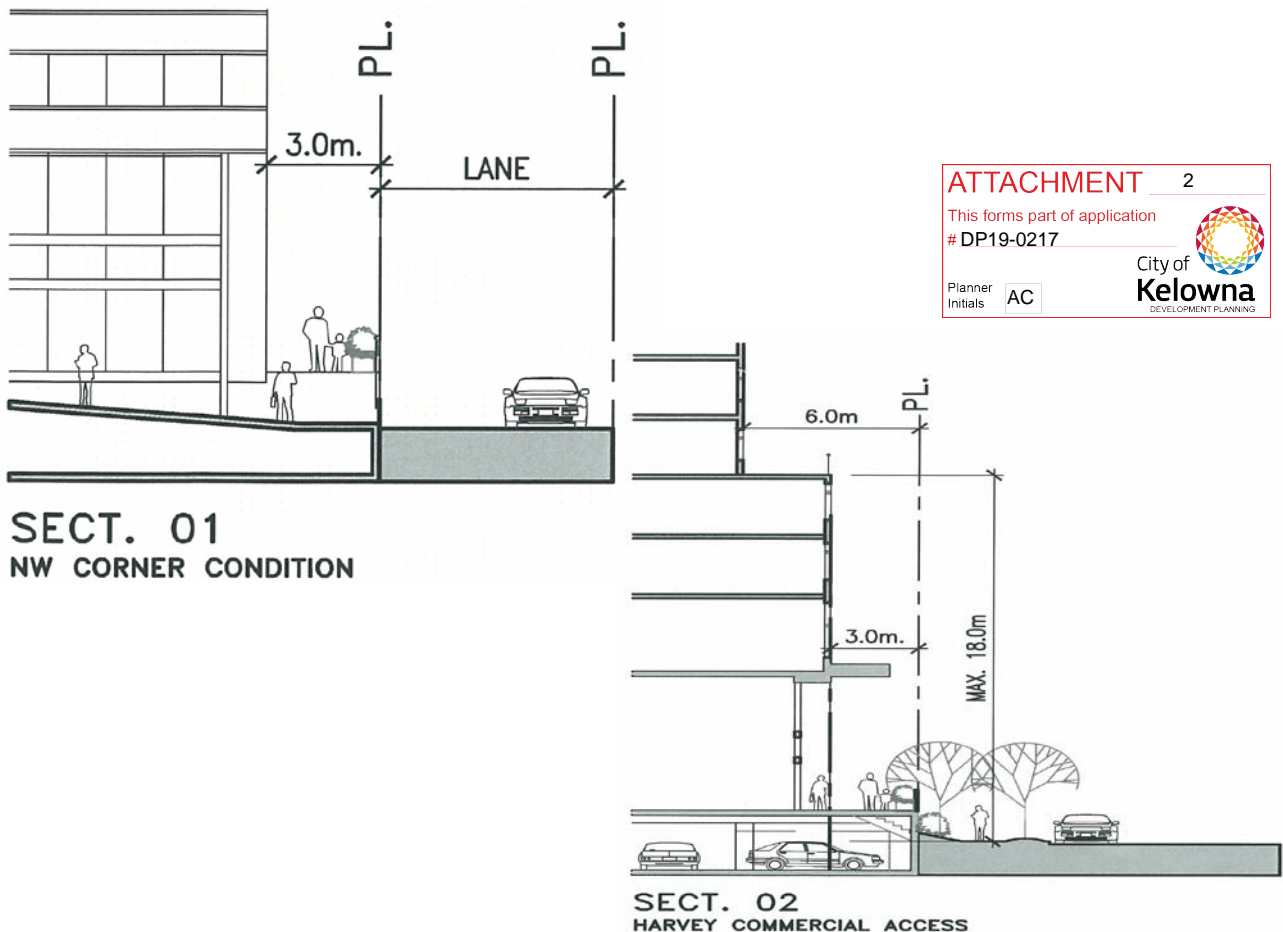 PL.
PL.
3.0m.
LANE
SECT. 01
NW CORNER CONDITION
ATTACHMENT 2
This forms part of application
# DP19-0217
City of
Kelowna
DEVELOPMENT PLANNING
Planner
Initials AC
PL.
6.0m
3.0m.
MAX. 18.0m
SECT. 02
HARVEY COMMERCIAL ACCESS